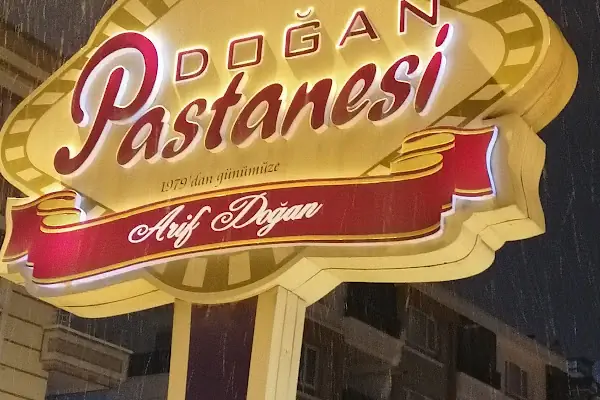 DOĞAN
Pastanesi
1979'dan günümüze
Arif Doğan